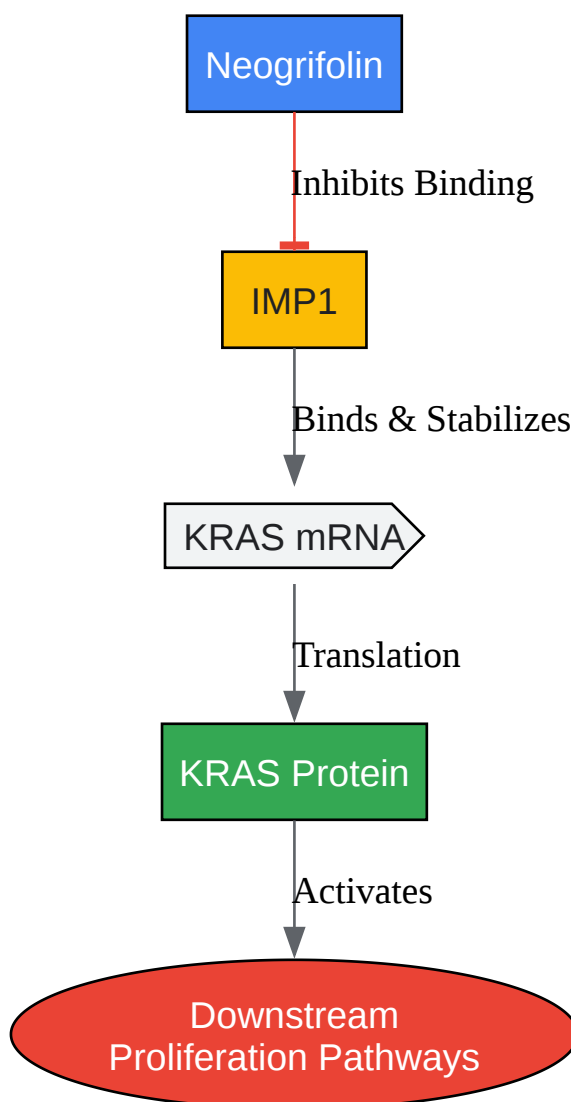 Neogrifolin
Inhibits Binding
IMP1
Binds & Stabilizes
KRAS mRNA
Translation
KRAS Protein
Activates
Downstream
Proliferation Pathways